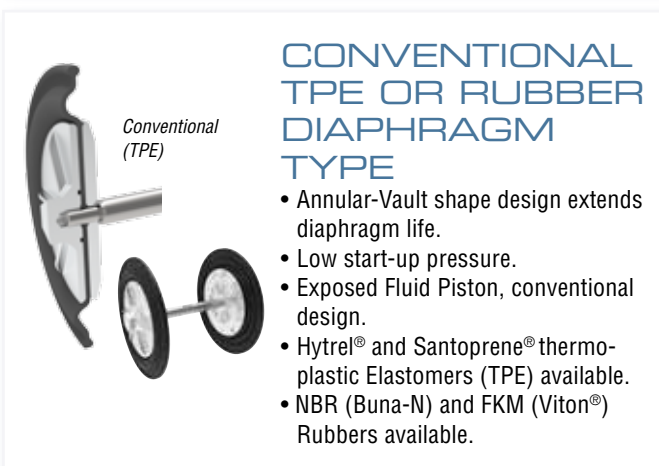 Conventional
(TPE)
CONVENTIONAL
TPE OR RUBBER
DIAPHRAGM
TYPE
• Annular-Vault shape design extends
diaphragm life.
• Low start-up pressure.
• Exposed Fluid Piston, conventional
design.
• Hytrel® and Santoprene® thermo-
plastic Elastomers (TPE) available.
• NBR (Buna-N) and FKM (Viton®)
Rubbers available.